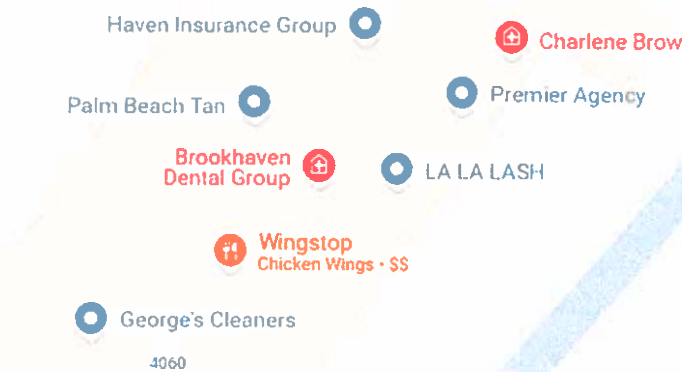 Haven Insurance Group
Charlene Brow
Palm Beach Tan
Premier Agency
Brookhaven
Dental Group
LA LA LASH
Wingstop
Chicken Wings • $$
George's Cleaners
4060